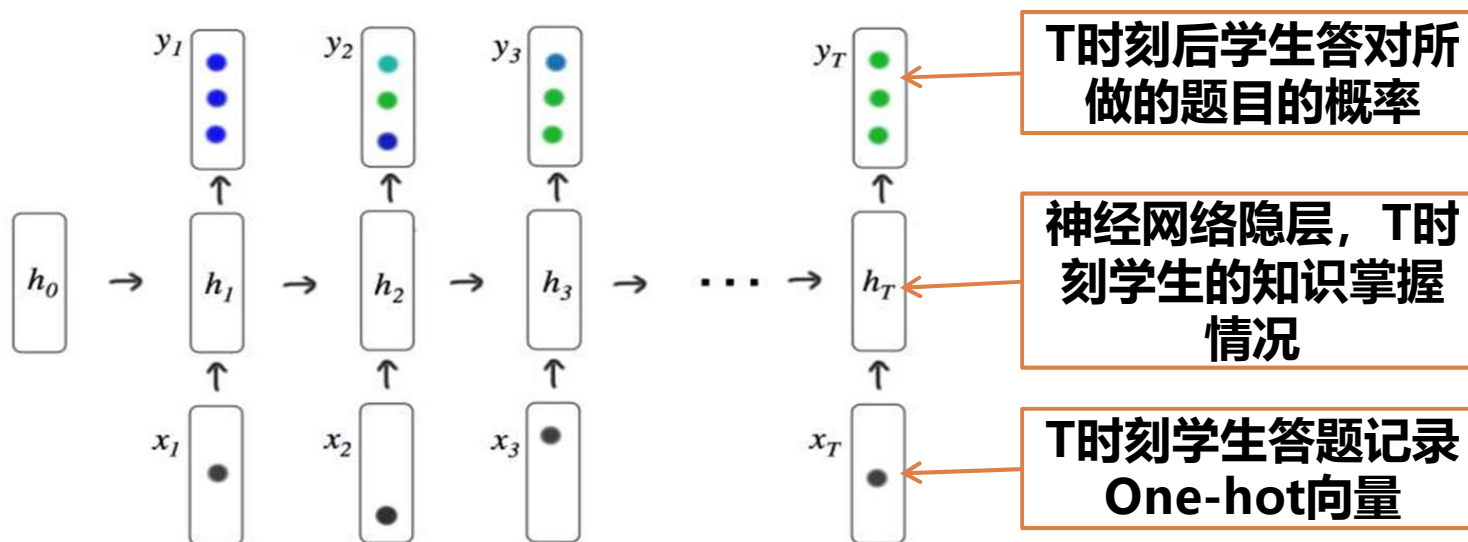 y₁
y₂
y₃
y_T
T时刻后学生答对所
做的题目的概率
h₀
h₁
h₂
h₃
...
h_T
神经网络隐层，T时
刻学生的知识掌握
情况
x₁
x₂
x₃
x_T
T时刻学生答题记录
One-hot向量